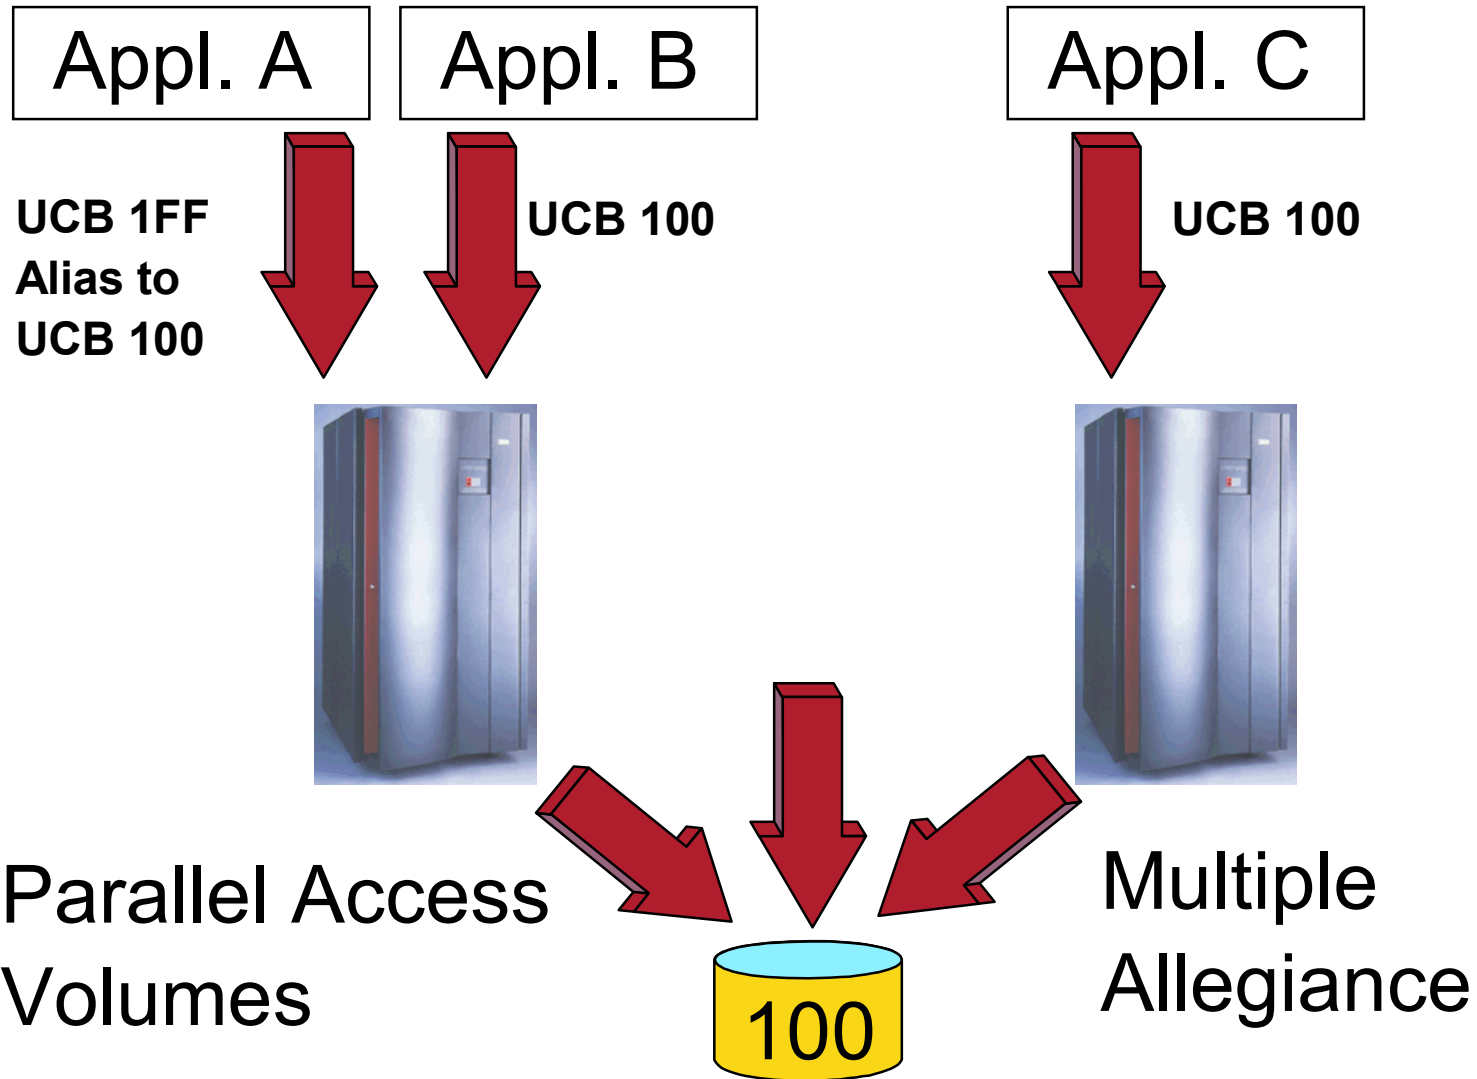 Appl. A
Appl. B
Appl. C
UCB 1FF
Alias to
UCB 100
UCB 100
UCB 100
Parallel Access
Volumes
Multiple
Allegiance
100